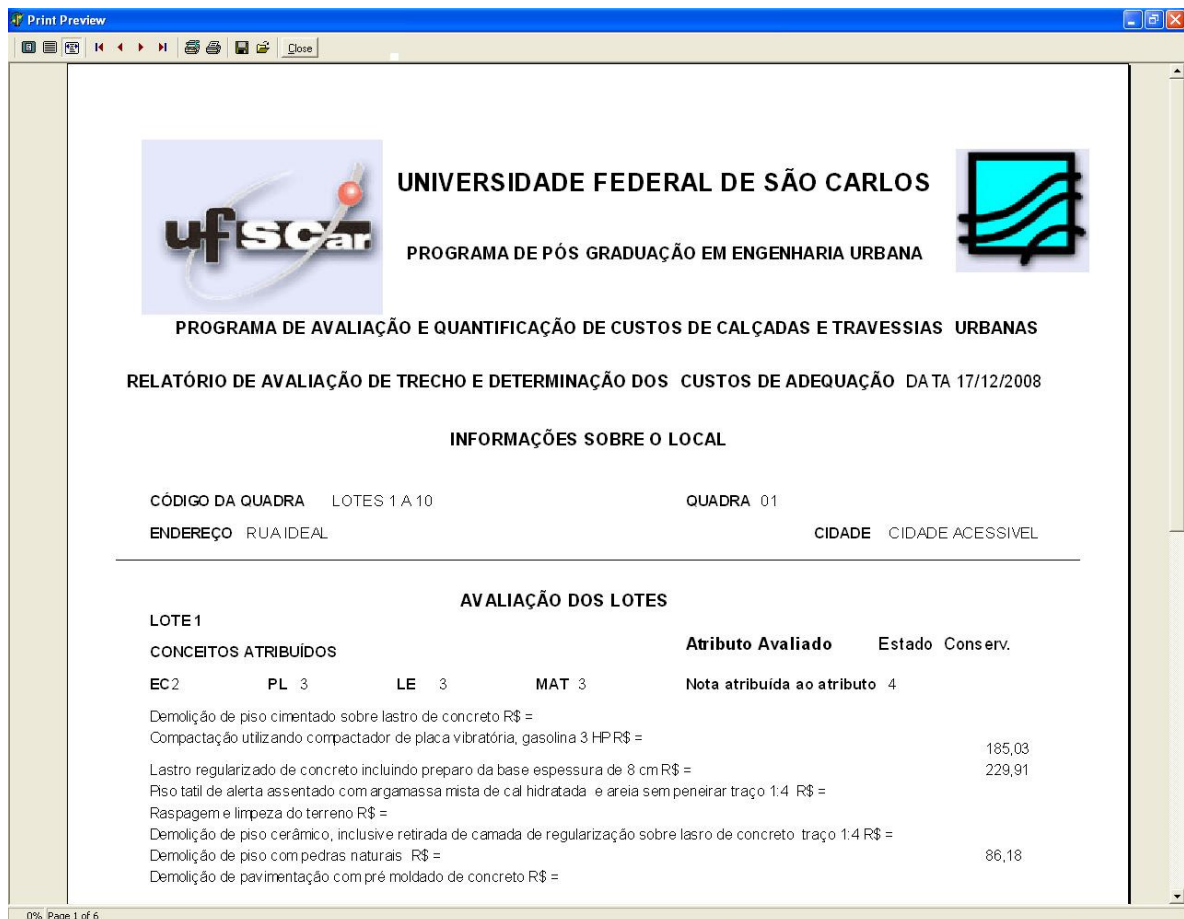 Print Preview
Close
ufscar
UNIVERSIDADE FEDERAL DE SÃO CARLOS
PROGRAMA DE PÓS GRADUAÇÃO EM ENGENHARIA URBANA
PROGRAMA DE AVALIAÇÃO E QUANTIFICAÇÃO DE CUSTOS DE CALÇADAS E TRAVESSIAS URBANAS
RELATÓRIO DE AVALIAÇÃO DE TRECHO E DETERMINAÇÃO DOS CUSTOS DE ADEQUAÇÃO DATA 17/12/2008
INFORMAÇÕES SOBRE O LOCAL
CÓDIGO DA QUADRA LOTES 1 A 10 QUADRA 01
ENDEREÇO RUA IDEAL CIDADE CIDADE ACESSIVEL
AVALIAÇÃO DOS LOTES
LOTE 1
CONCEITOS ATRIBUÍDOS Atributo Avaliado Estado Conserv.
EC 2 PL 3 LE 3 MAT 3 Nota atribuída ao atributo 4
Demolição de piso cimentado sobre lastro de concreto R$ =
Compactação utilizando compactador de placa vibratória, gasolina 3 HP R$ = 185,03
Lastro regularizado de concreto incluindo preparo da base espessura de 8 cm R$ = 229,91
Piso tatil de alerta assentado com argamassa mista de cal hidratada e areia sem peneirar traço 1:4 R$ =
Raspagem e limpeza do terreno R$ =
Demolição de piso cerâmico, inclusive retirada de camada de regularização sobre lasro de concreto traço 1:4 R$ =
Demolição de piso com pedras naturais R$ = 86,18
Demolição de pavimentação com pré moldado de concreto R$ =
0% Page 1 of 6